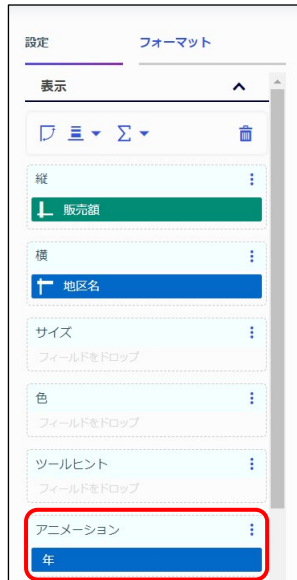 設定 フォーマット
表示
縦
販売額
横
地区名
サイズ
フィールドをドロップ
色
フィールドをドロップ
ツールヒント
フィールドをドロップ
アニメーション
年